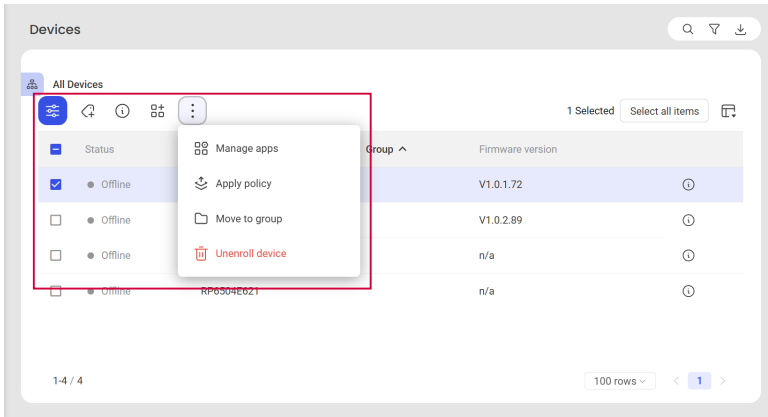 Devices
All Devices
1 Selected Select all items
Status Group Firmware version
Manage apps
Offline V1.0.1.72
Apply policy
Offline V1.0.2.89
Move to group
Offline n/a
Unenroll device
Offline RP6504E621 n/a
1-4 / 4 100 rows 1